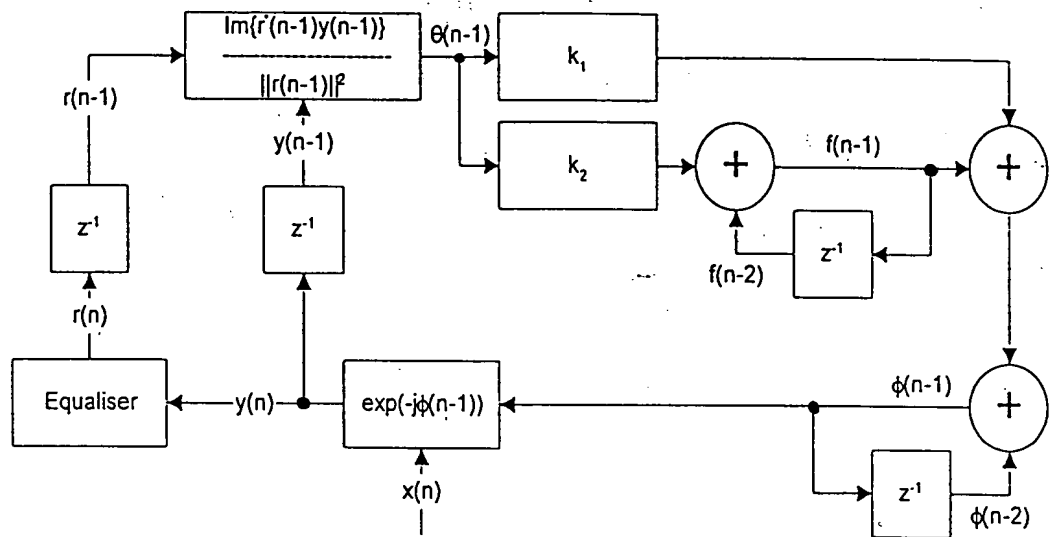 Im{r*(n-1)y(n-1)}
||r(n-1)||²
θ(n-1)
k₁
r(n-1)
y(n-1)
k₂
+
f(n-1)
+
z⁻¹
z⁻¹
f(n-2)
z⁻¹
r(n)
Equaliser
y(n)
exp(-jϕ(n-1))
ϕ(n-1)
+
x(n)
z⁻¹
ϕ(n-2)